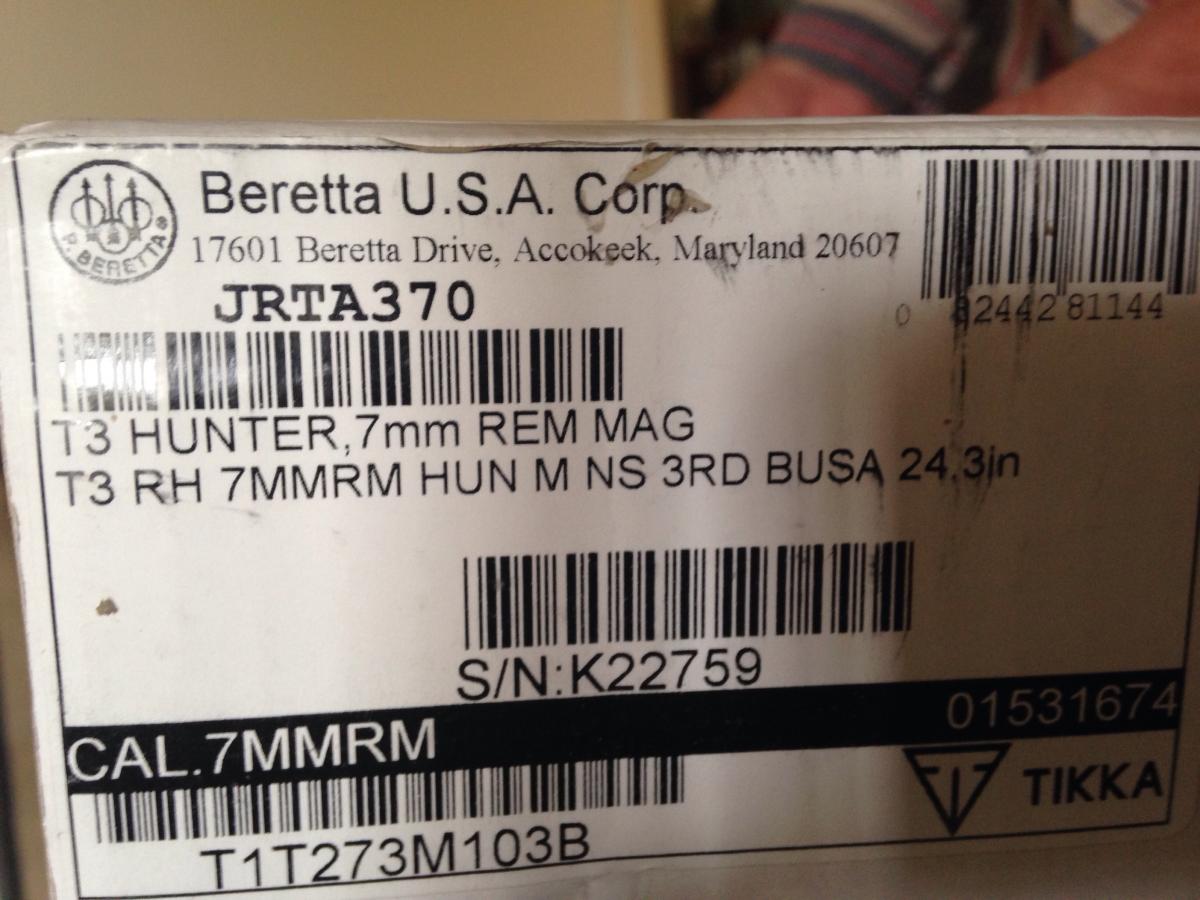 Beretta U.S.A. Corp.
17601 Beretta Drive, Accokeek, Maryland 20607
P. BERETTA®
JRTA370
0 82442 81144
T3 HUNTER,7mm REM MAG
T3 RH 7MMRM HUN M NS 3RD BUSA 24.3in
S/N:K22759
01531674
CAL.7MMRM
TIKKA
T1T273M103B